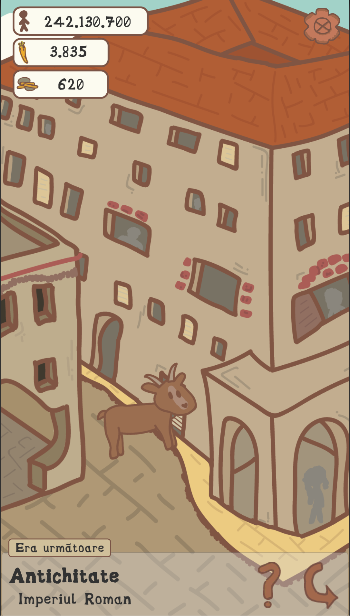 242.130.700
3.835
620
Era următoare
Antichitate
Imperiul Roman
?